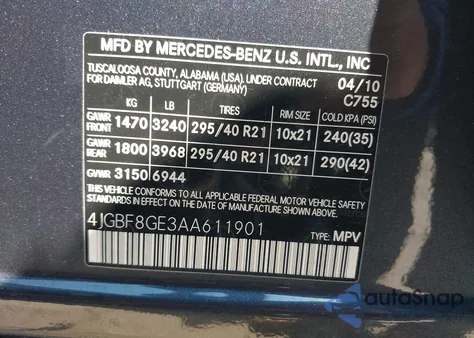 MFD BY MERCEDES-BENZ U.S. INTL., INC
TUSCALOOSA COUNTY, ALABAMA (USA). UNDER CONTRACT 04/10
FOR DAIMLER AG, STUTTGART (GERMANY) C755
KG LB TIRES RIM SIZE COLD KPA (PSI)
GAWR FRONT 1470 3240 295/40 R21 10x21 240(35)
GAWR REAR 1800 3968 295/40 R21 10x21 290(42)
GVWR 3150 6944
THIS VEHICLE CONFORMS TO ALL APPLICABLE FEDERAL MOTOR VEHICLE SAFETY
STANDARDS IN EFFECT ON THE DATE OF MANUFACTURE SHOWN ABOVE.
4JGBF8GE3AA611901 TYPE: MPV
autoSnap